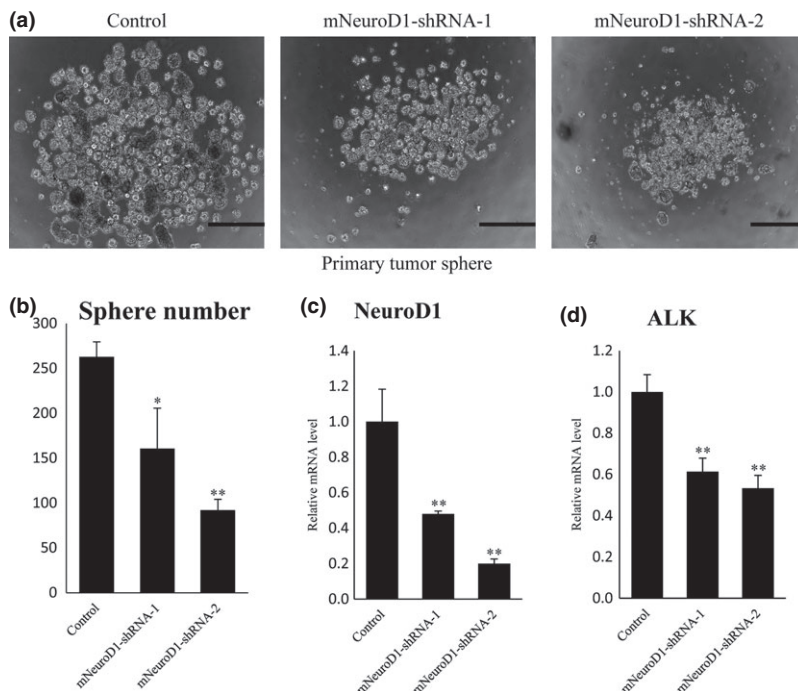 (a)
Control
mNeuroD1-shRNA-1
mNeuroD1-shRNA-2
Primary tumor sphere
(b)
Sphere number
300
250
200
150
100
50
0
*
**
Control
mNeuroD1-shRNA-1
mNeuroD1-shRNA-2
(c)
NeuroD1
Relative mRNA level
1.4
1.2
1.0
0.8
0.6
0.4
0.2
0.0
**
**
Control
mNeuroD1-shRNA-1
mNeuroD1-shRNA-2
(d)
ALK
Relative mRNA level
1.2
1.0
0.8
0.6
0.4
0.2
0.0
**
**
Control
mNeuroD1-shRNA-1
mNeuroD1-shRNA-2